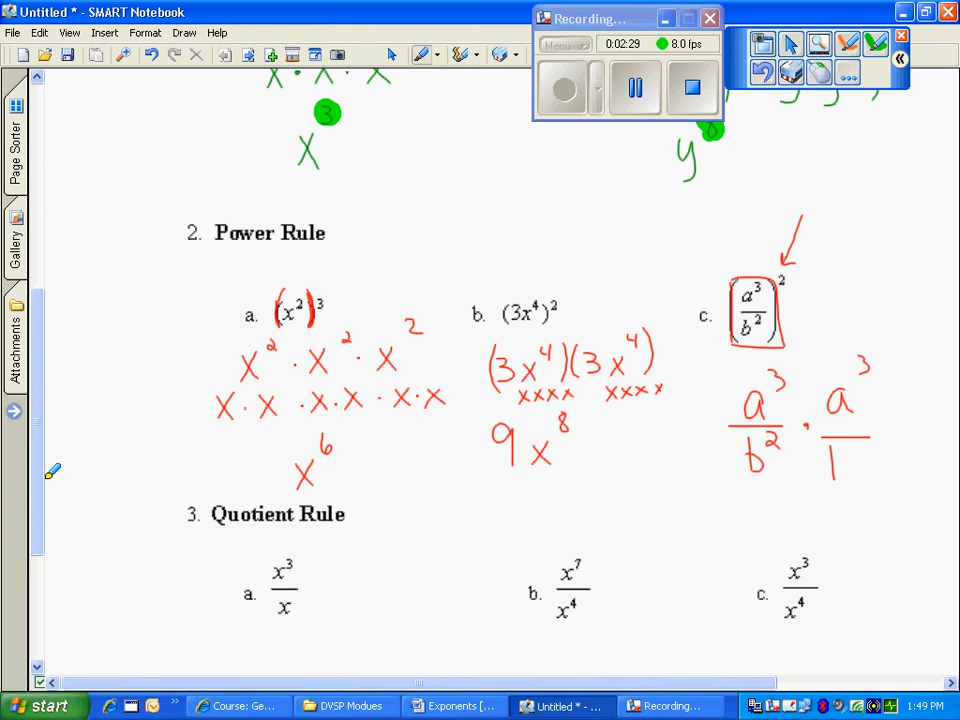 Untitled * - SMART Notebook
File Edit View Insert Format Draw Help
Recording...
Menu
0:02:29 8.0 fps
Page Sorter
Gallery
Attachments
x · x · x
x³
y⁸
2. Power Rule
a. (x²)³
b. (3x⁴)²
c. (a³/b²)²
x² · x² · x²
(3x⁴)(3x⁴)
x · x · x · x · x · x
xxxx xxxx
a³/b² · a³/
x⁶
9x⁸
3. Quotient Rule
a. x³/x
b. x⁷/x⁴
c. x³/x⁴
start
Course: Ge...
DVSP Modues
Exponents [...
Untitled * - ...
Recording...
1:49 PM